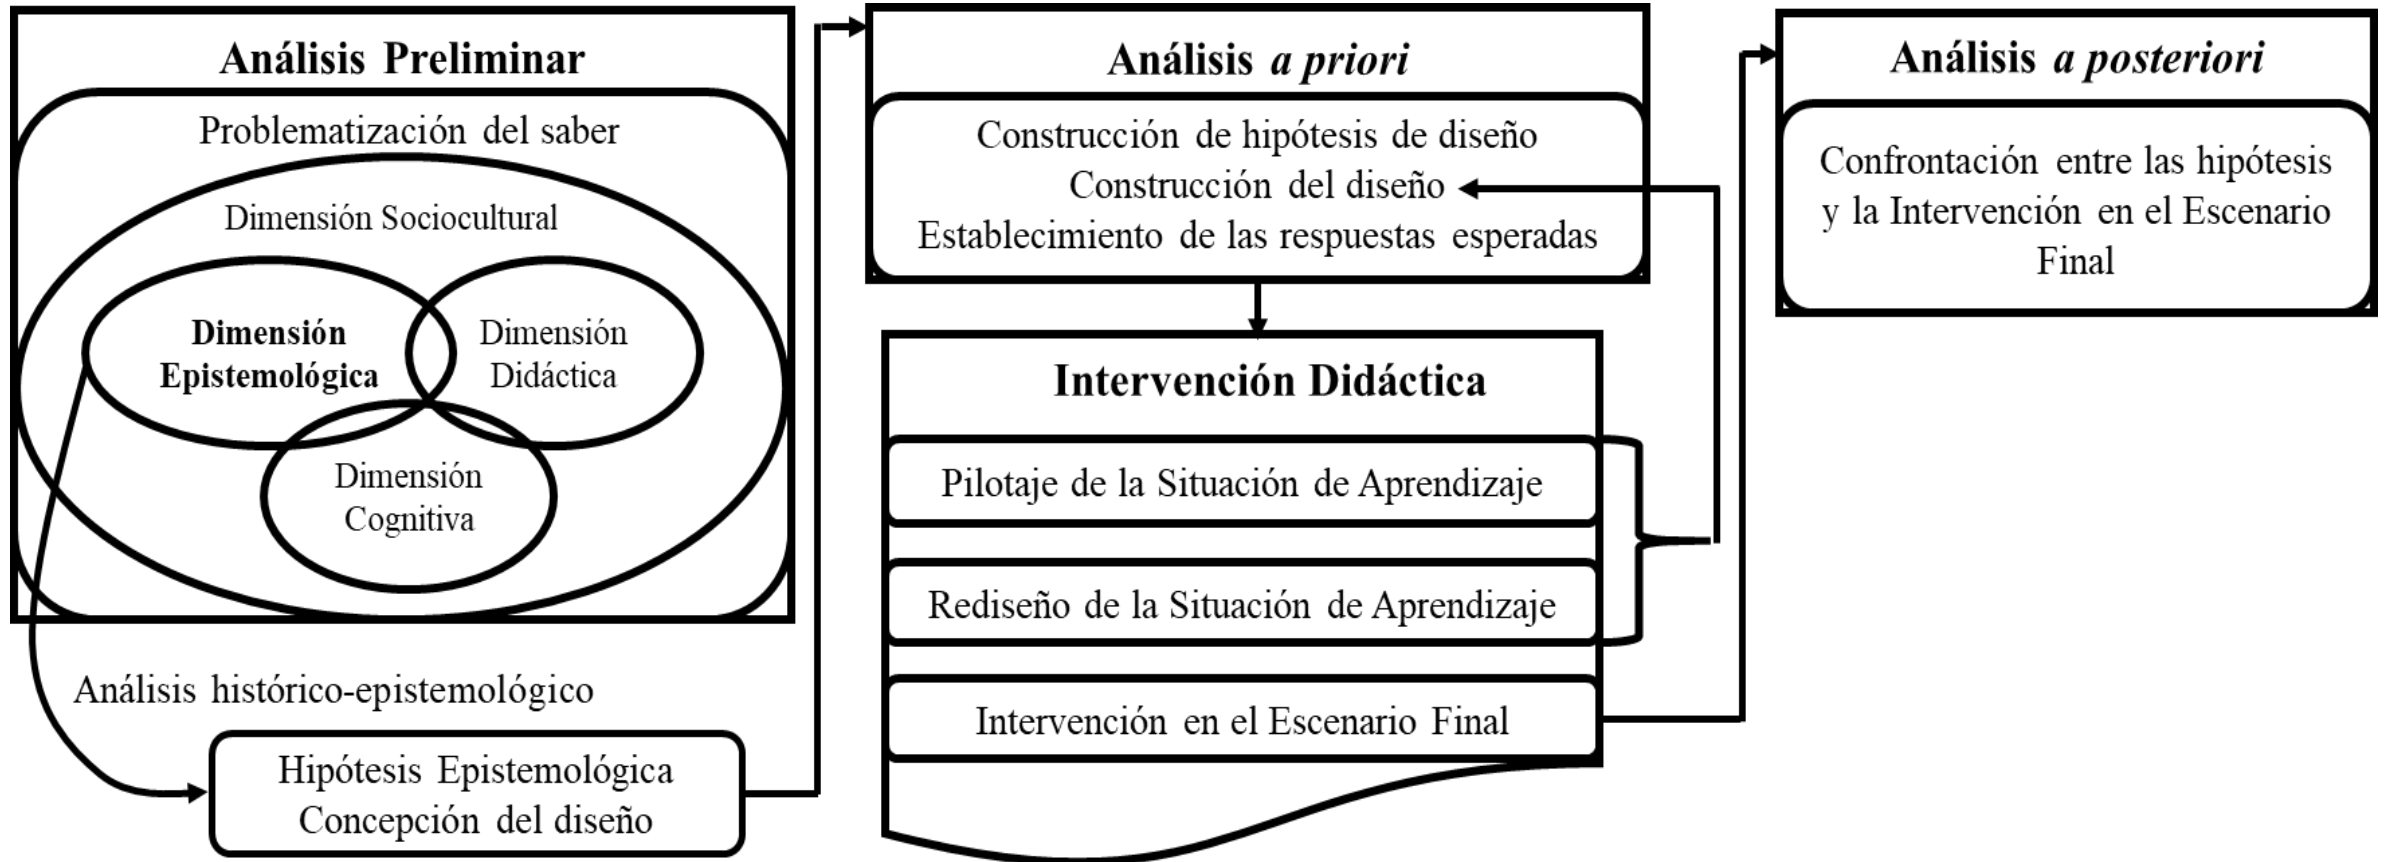 Análisis Preliminar
Problematización del saber
Dimensión Sociocultural
Dimensión
Epistemológica
Dimensión
Didáctica
Dimensión
Cognitiva
Análisis histórico-epistemológico
Hipótesis Epistemológica
Concepción del diseño
Análisis a priori
Construcción de hipótesis de diseño
Construcción del diseño
Establecimiento de las respuestas esperadas
Intervención Didáctica
Pilotaje de la Situación de Aprendizaje
Rediseño de la Situación de Aprendizaje
Intervención en el Escenario Final
Análisis a posteriori
Confrontación entre las hipótesis
y la Intervención en el Escenario
Final